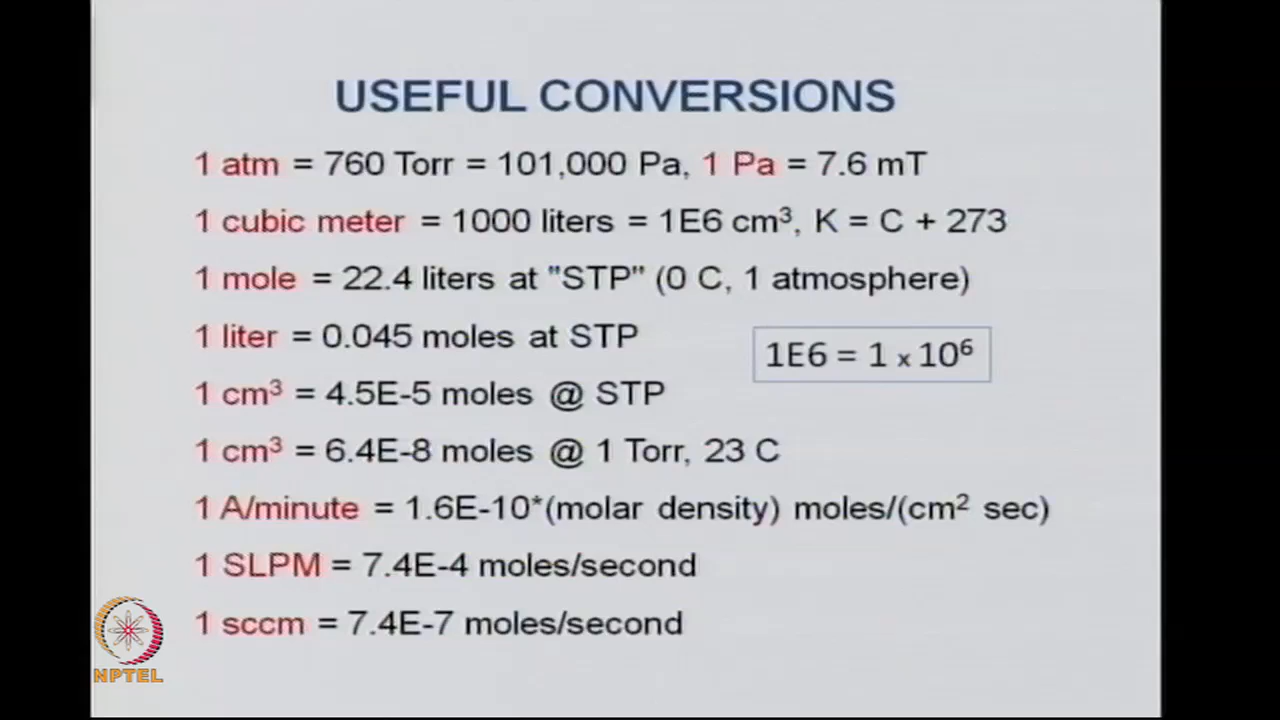 USEFUL CONVERSIONS
1 atm = 760 Torr = 101,000 Pa, 1 Pa = 7.6 mT
1 cubic meter = 1000 liters = 1E6 cm³, K = C + 273
1 mole = 22.4 liters at "STP" (0 C, 1 atmosphere)
1 liter = 0.045 moles at STP
1E6 = 1 x 10⁶
1 cm³ = 4.5E-5 moles @ STP
1 cm³ = 6.4E-8 moles @ 1 Torr, 23 C
1 A/minute = 1.6E-10*(molar density) moles/(cm² sec)
1 SLPM = 7.4E-4 moles/second
1 sccm = 7.4E-7 moles/second
NPTEL